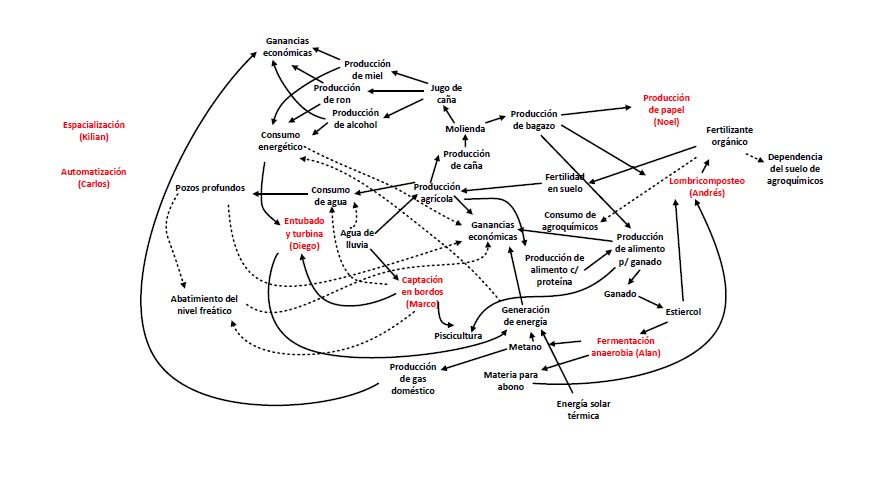 Ganancias
económicas
Producción
de miel
Producción
de ron
Jugo de
caña
Producción
de alcohol
Producción
de papel
(Noel)
Espacialización
(Kilian)
Consumo
energético
Molienda
Producción
de bagazo
Fertilizante
orgánico
Producción
de caña
Dependencia
del suelo de
agroquímicos
Automatización
(Carlos)
Pozos profundos
Consumo
de agua
Producción
agrícola
Fertilidad
en suelo
Lombricomposteo
(Andrés)
Entubado
y turbina
(Diego)
Agua de
lluvia
Ganancias
económicas
Consumo de
agroquímicos
Producción
de alimento
p/ ganado
Producción de
alimento c/
proteína
Captación
en bordos
(Marco)
Ganado
Abatimiento del
nivel freático
Generación
de energía
Estiercol
Piscicultura
Metano
Fermentación
anaerobia (Alan)
Producción
de gas
doméstico
Materia para
abono
Energía solar
térmica